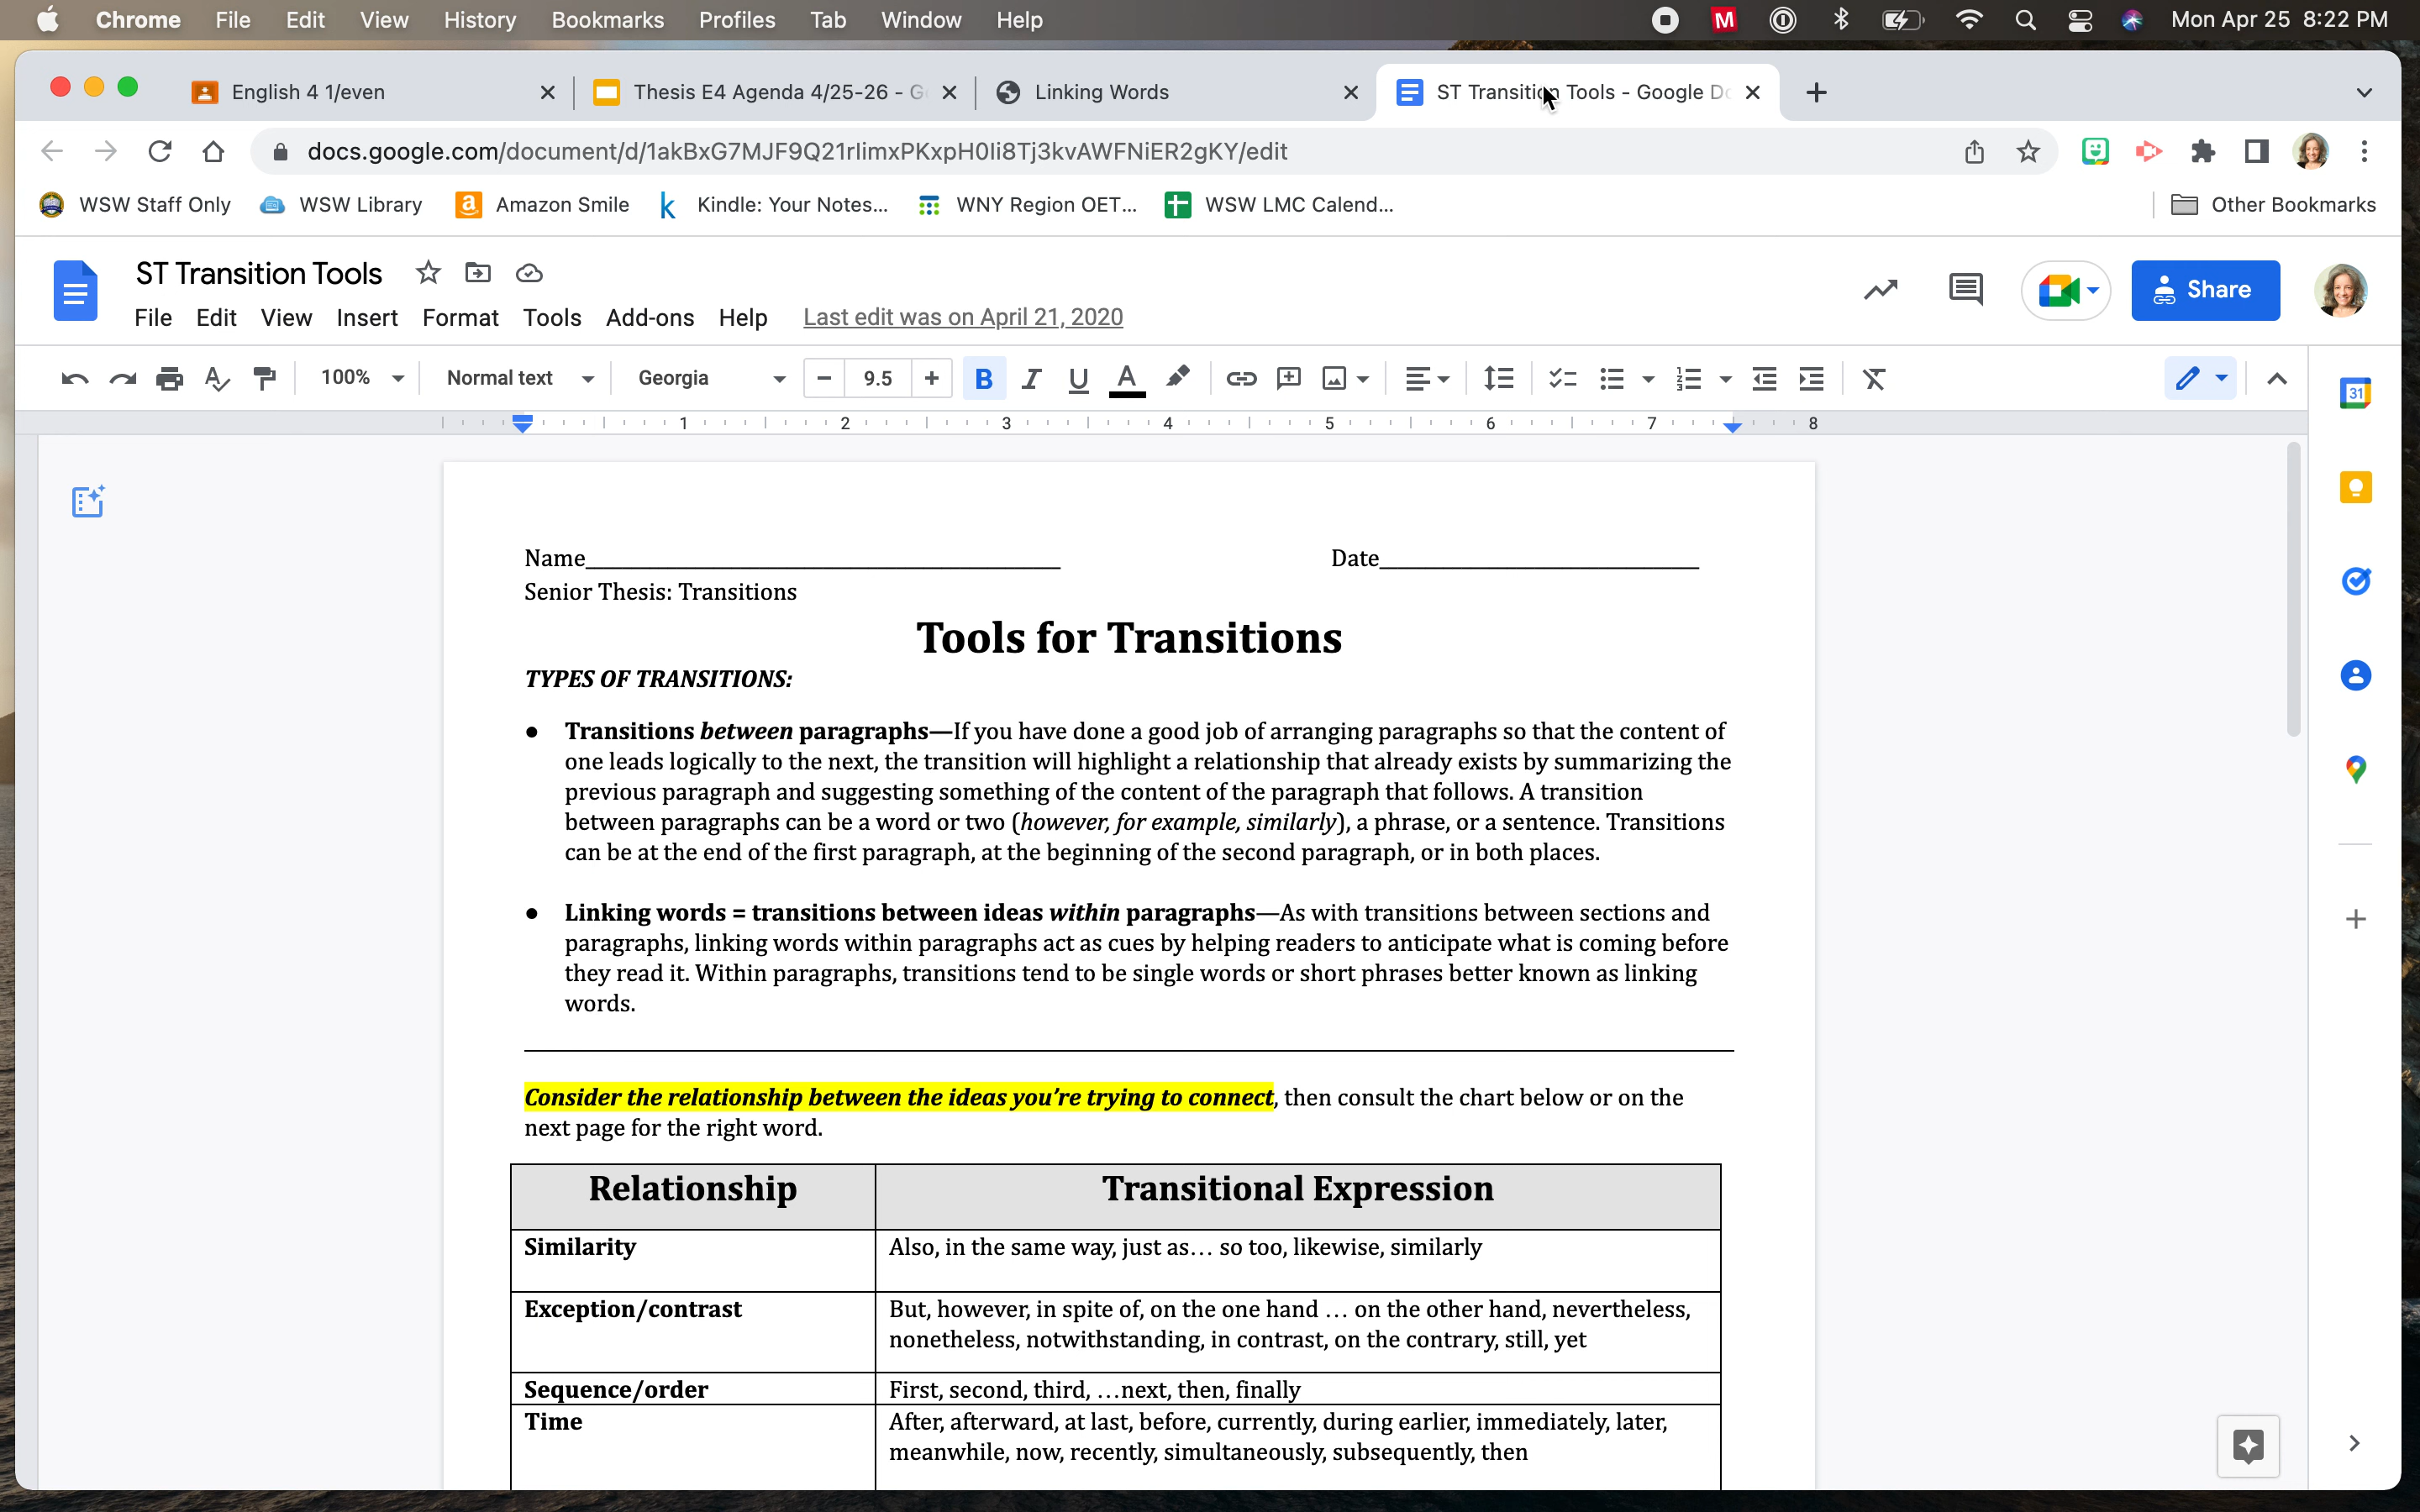 Chrome File Edit View History Bookmarks Profiles Tab Window Help M Mon Apr 25 8:22 PM
English 4 1/even
Thesis E4 Agenda 4/25-26 - G
Linking Words
ST Transition Tools - Google Do
docs.google.com/document/d/1akBxG7MJF9Q21rlimxPKxpH0li8Tj3kvAWFNiER2gKY/edit
WSW Staff Only WSW Library Amazon Smile Kindle: Your Notes... WNY Region OET... WSW LMC Calend... Other Bookmarks
ST Transition Tools
Share
File Edit View Insert Format Tools Add-ons Help Last edit was on April 21, 2020
100% Normal text Georgia 9.5 B I U A
31
1 2 3 4 5 6 7 8
Name Date
Senior Thesis: Transitions
Tools for Transitions
TYPES OF TRANSITIONS:
● Transitions between paragraphs—If you have done a good job of arranging paragraphs so that the content of
one leads logically to the next, the transition will highlight a relationship that already exists by summarizing the
previous paragraph and suggesting something of the content of the paragraph that follows. A transition
between paragraphs can be a word or two (however, for example, similarly), a phrase, or a sentence. Transitions
can be at the end of the first paragraph, at the beginning of the second paragraph, or in both places.
● Linking words = transitions between ideas within paragraphs—As with transitions between sections and
paragraphs, linking words within paragraphs act as cues by helping readers to anticipate what is coming before
they read it. Within paragraphs, transitions tend to be single words or short phrases better known as linking
words.
Consider the relationship between the ideas you're trying to connect, then consult the chart below or on the
next page for the right word.
Relationship Transitional Expression
Similarity Also, in the same way, just as… so too, likewise, similarly
Exception/contrast But, however, in spite of, on the one hand … on the other hand, nevertheless,
nonetheless, notwithstanding, in contrast, on the contrary, still, yet
Sequence/order First, second, third, …next, then, finally
Time After, afterward, at last, before, currently, during earlier, immediately, later,
meanwhile, now, recently, simultaneously, subsequently, then